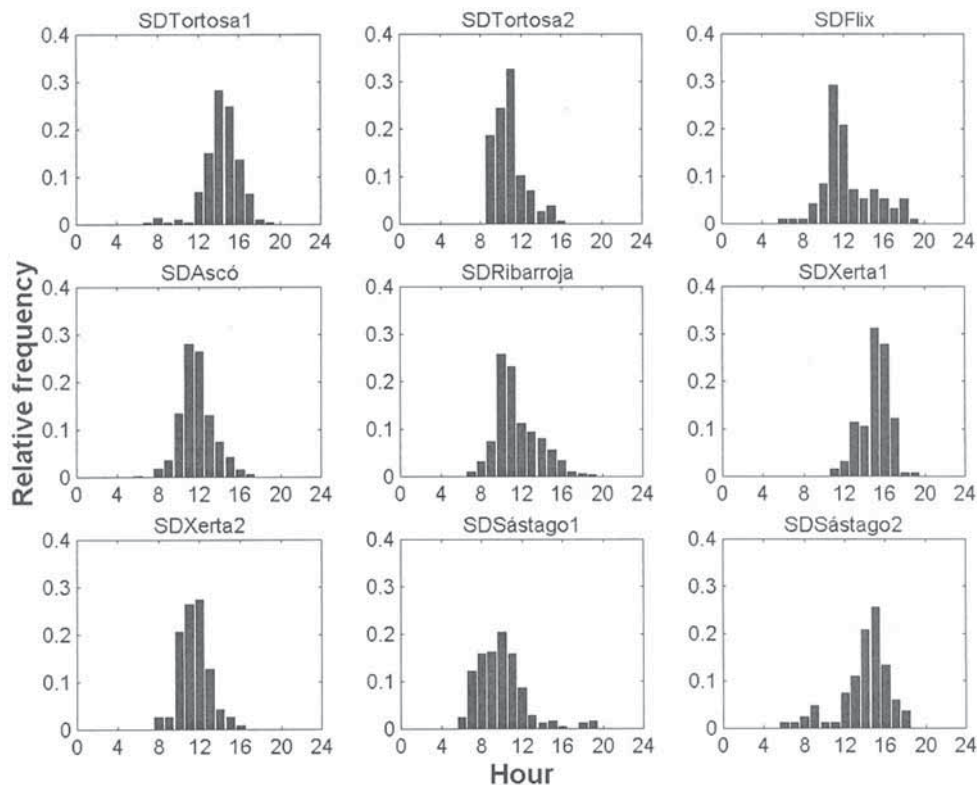 SDTortosa1 SDTortosa2 SDFlix
0.4 0.4 0.4
0.3 0.3 0.3
0.2 0.2 0.2
0.1 0.1 0.1
0 0 0
0 4 8 12 16 20 24 0 4 8 12 16 20 24 0 4 8 12 16 20 24
SDAscó SDRibarroja SDXerta1
0.4 0.4 0.4
0.3 0.3 0.3
0.2 0.2 0.2
0.1 0.1 0.1
0 0 0
0 4 8 12 16 20 24 0 4 8 12 16 20 24 0 4 8 12 16 20 24
Relative frequency
SDXerta2 SDSástago1 SDSástago2
0.4 0.4 0.4
0.3 0.3 0.3
0.2 0.2 0.2
0.1 0.1 0.1
0 0 0
0 4 8 12 16 20 24 0 4 8 12 16 20 24 0 4 8 12 16 20 24
Hour